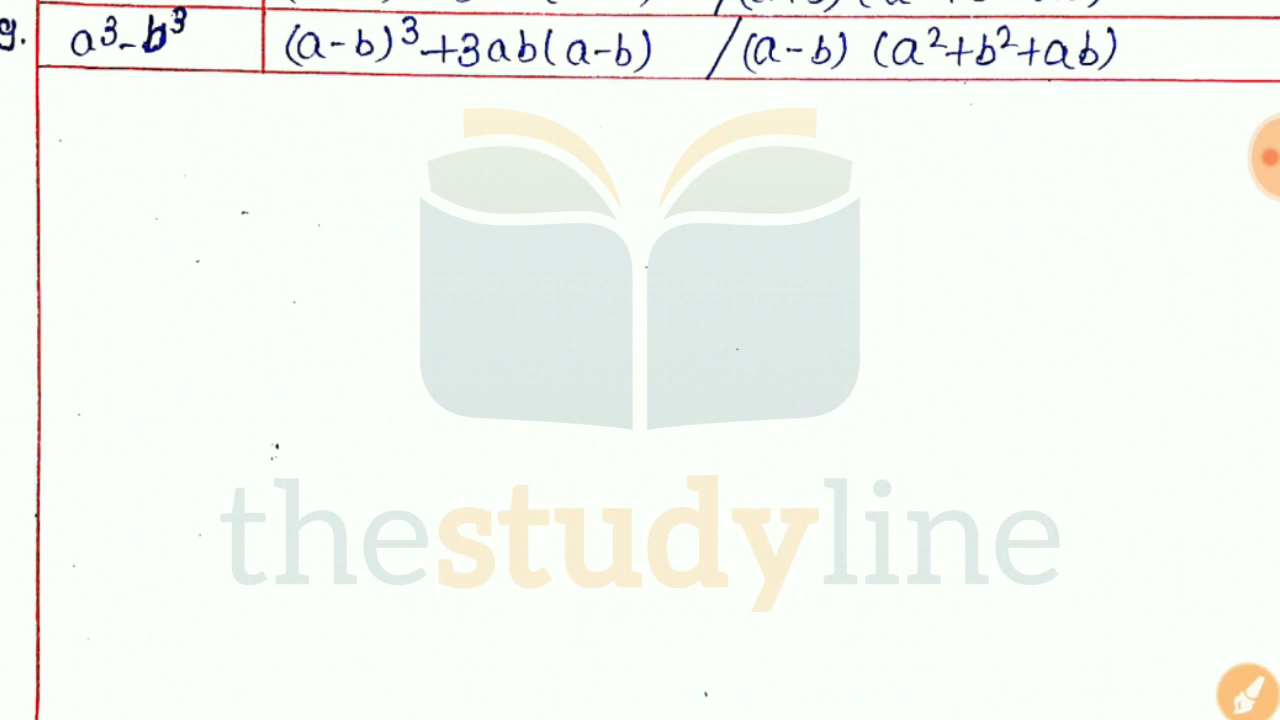 9. a³-b³ (a-b)³+3ab(a-b) /(a-b) (a²+b²+ab)
thestudyline